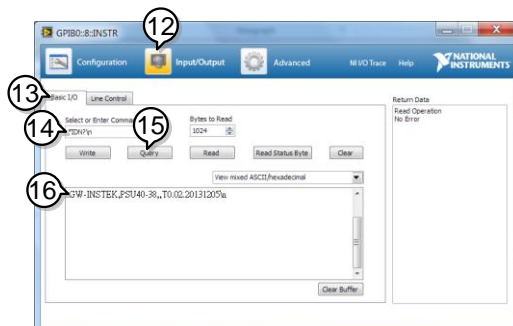 12
GPIB0::8::INSTR
Configuration Input/Output Advanced NI I/O Trace Help NATIONAL INSTRUMENTS
13 Basic I/O Line Control
Return Data
Read Operation
No Error
14 Select or Enter Comma 15 Bytes to Read
*IDN?\n 1024
Write Query Read Read Status Byte Clear
View mixed ASCII/hexadecimal
16 GW-INSTEK,PSU40-38,,T0.02.20131205\n
Clear Buffer